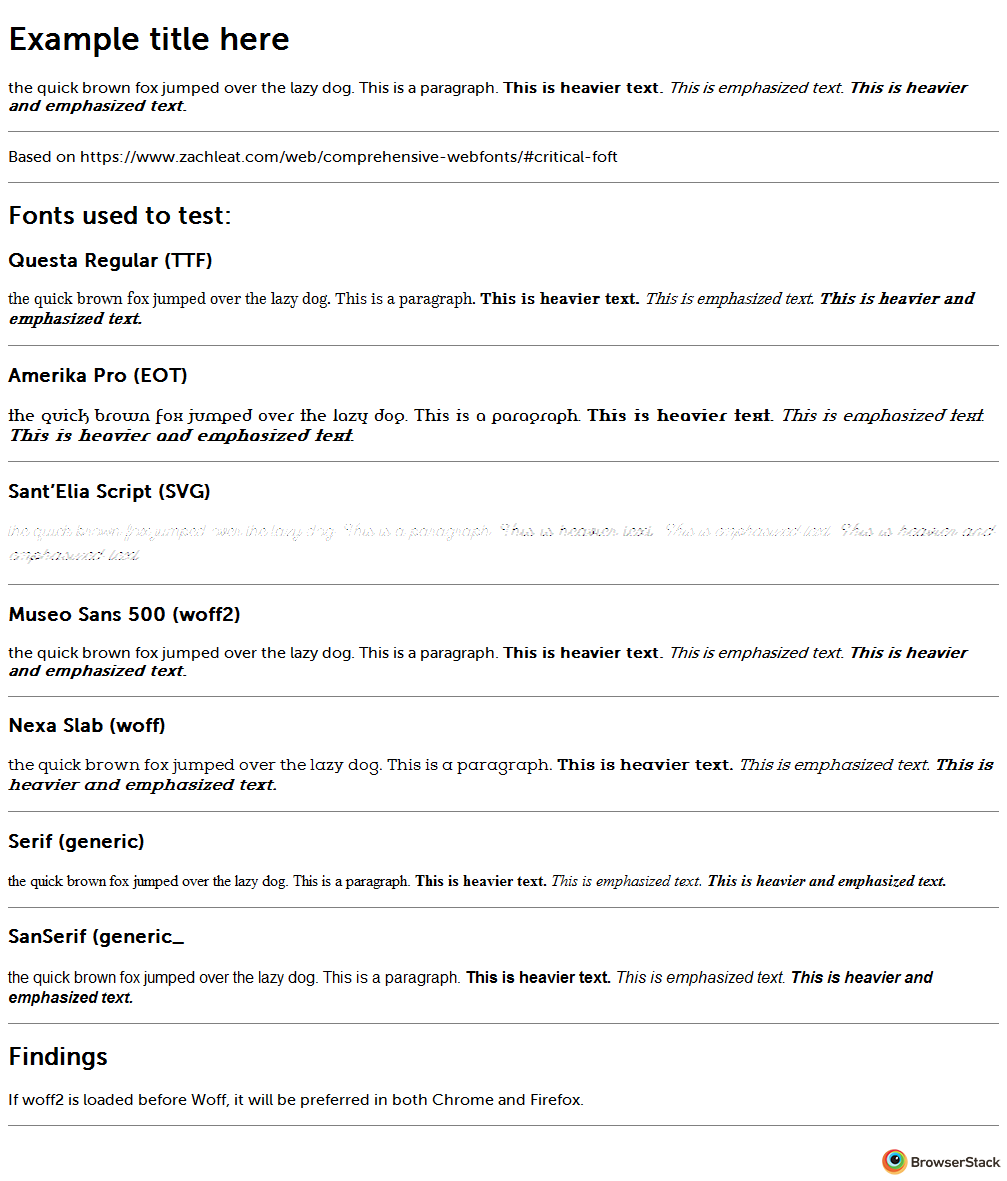 Example title here
the quick brown fox jumped over the lazy dog. This is a paragraph. This is heavier text. This is emphasized text. This is heavier
and emphasized text.
Based on https://www.zachleat.com/web/comprehensive-webfonts/#critical-foft
Fonts used to test:
Questa Regular (TTF)
the quick brown fox jumped over the lazy dog. This is a paragraph. This is heavier text. This is emphasized text. This is heavier and
emphasized text.
Amerika Pro (EOT)
the quick brown fox jumped over the lazy dog. This is a paragraph. This is heavier text. This is emphasized text.
This is heavier and emphasized text.
Sant'Elia Script (SVG)
the quick brown fox jumped over the lazy dog. This is a paragraph. This is heavier text. This is emphasized text. This is heavier and
emphasized text.
Museo Sans 500 (woff2)
the quick brown fox jumped over the lazy dog. This is a paragraph. This is heavier text. This is emphasized text. This is heavier
and emphasized text.
Nexa Slab (woff)
the quick brown fox jumped over the lazy dog. This is a paragraph. This is heavier text. This is emphasized text. This is
heavier and emphasized text.
Serif (generic)
the quick brown fox jumped over the lazy dog. This is a paragraph. This is heavier text. This is emphasized text. This is heavier and emphasized text.
SanSerif (generic_
the quick brown fox jumped over the lazy dog. This is a paragraph. This is heavier text. This is emphasized text. This is heavier and
emphasized text.
Findings
If woff2 is loaded before Woff, it will be preferred in both Chrome and Firefox.
BrowserStack